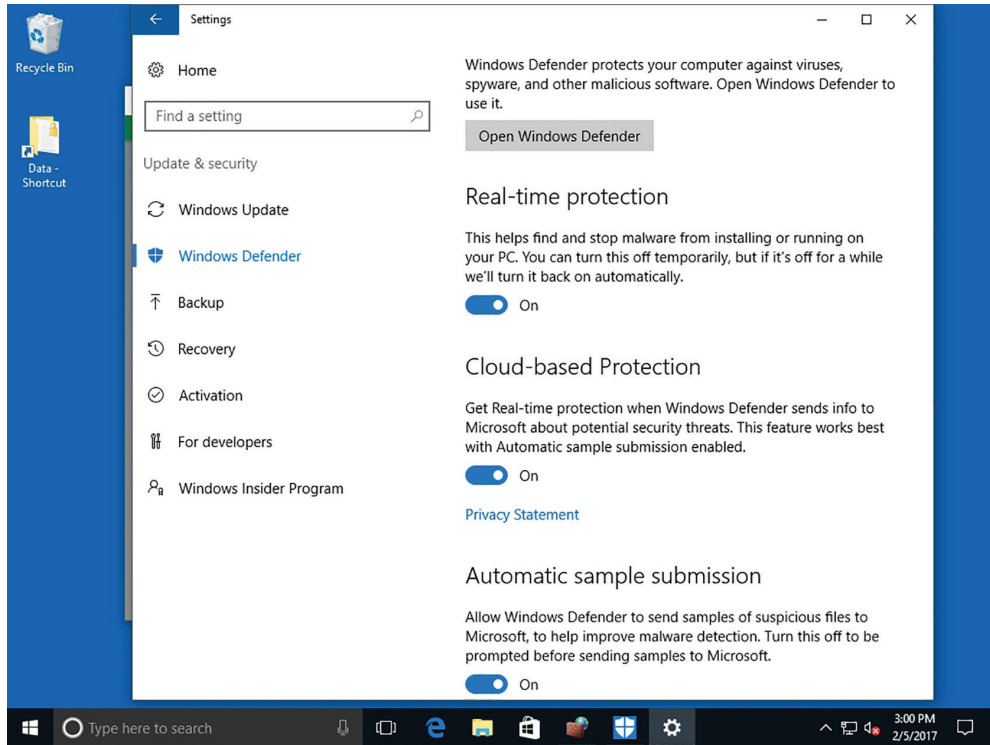 Recycle Bin
Data -
Shortcut
Settings
Home
Find a setting
Update & security
Windows Update
Windows Defender
Backup
Recovery
Activation
For developers
Windows Insider Program
Windows Defender protects your computer against viruses,
spyware, and other malicious software. Open Windows Defender to
use it.
Open Windows Defender
Real-time protection
This helps find and stop malware from installing or running on
your PC. You can turn this off temporarily, but if it's off for a while
we'll turn it back on automatically.
On
Cloud-based Protection
Get Real-time protection when Windows Defender sends info to
Microsoft about potential security threats. This feature works best
with Automatic sample submission enabled.
On
Privacy Statement
Automatic sample submission
Allow Windows Defender to send samples of suspicious files to
Microsoft, to help improve malware detection. Turn this off to be
prompted before sending samples to Microsoft.
On
Type here to search
3:00 PM
2/5/2017